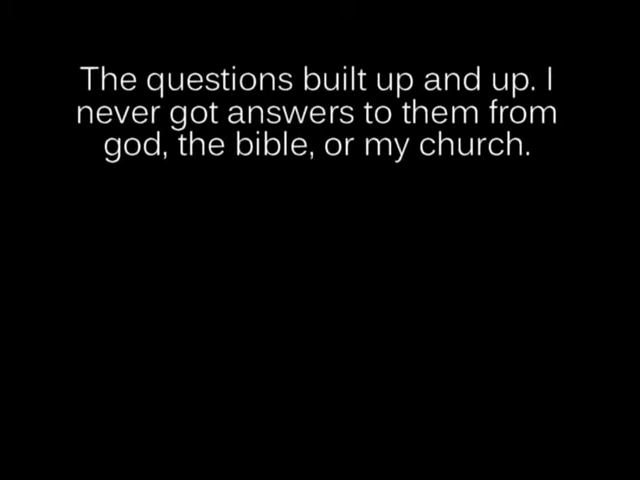 The questions built up and up. I
never got answers to them from
god, the bible, or my church.